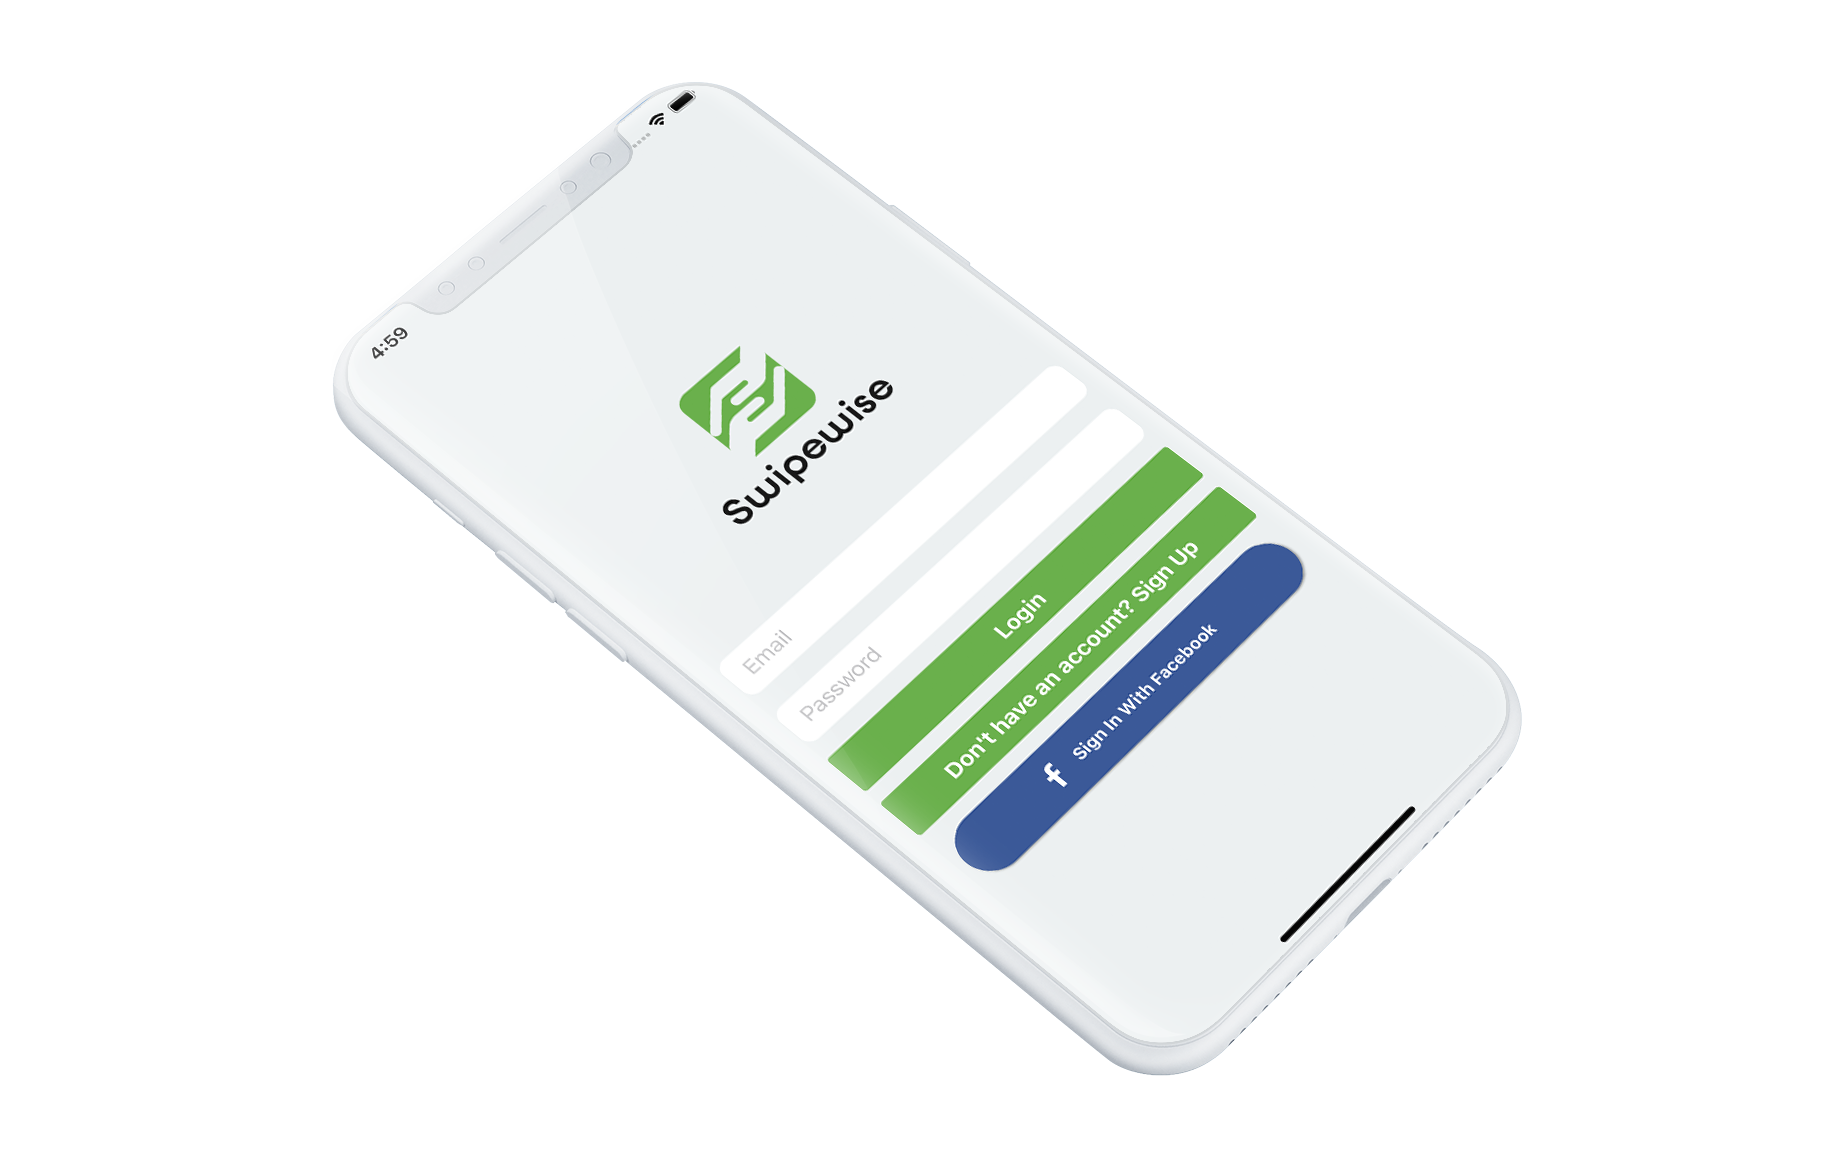 4:59
Swipewise
Email
Password
Login
Don't have an account? Sign Up
f Sign In With Facebook